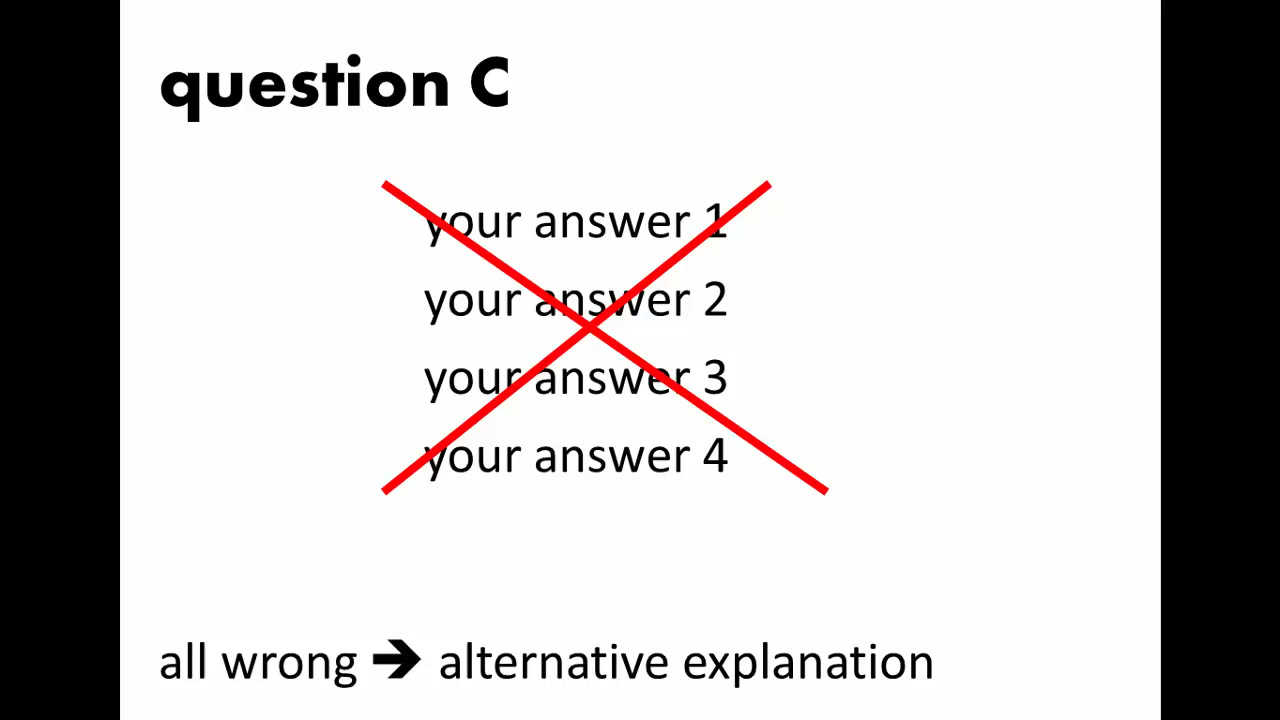 question C
your answer 1
your answer 2
your answer 3
your answer 4
all wrong ➔ alternative explanation